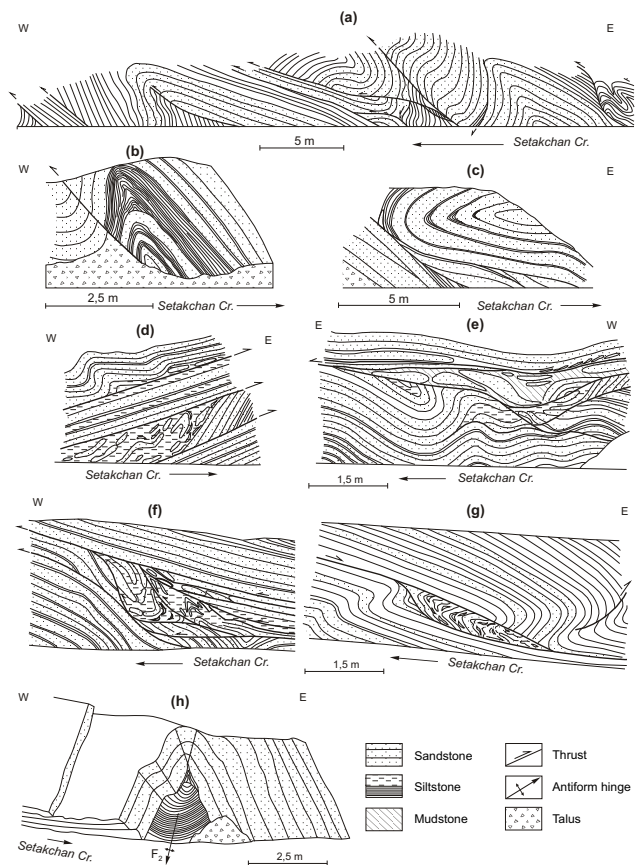 (a)
W E
5 m Setakchan Cr.
(b)
W
2,5 m Setakchan Cr.
(c)
E
5 m Setakchan Cr.
(d)
W E
Setakchan Cr.
(e)
E W
1,5 m Setakchan Cr.
(f)
W
Setakchan Cr.
(g)
E
1,5 m Setakchan Cr.
(h)
W E
Setakchan Cr.
F2
2,5 m
Sandstone
Siltstone
Mudstone
Thrust
Antiform hinge
Talus